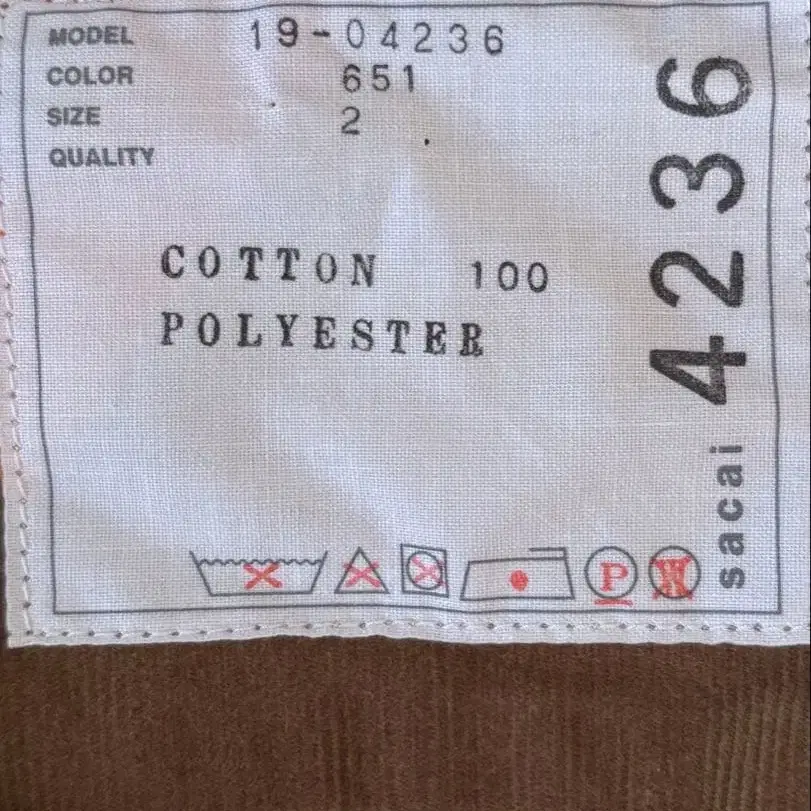 MODEL 19-04236
COLOR 651
SIZE 2
QUALITY
COTTON 100
POLYESTER
P W
sacai 4236